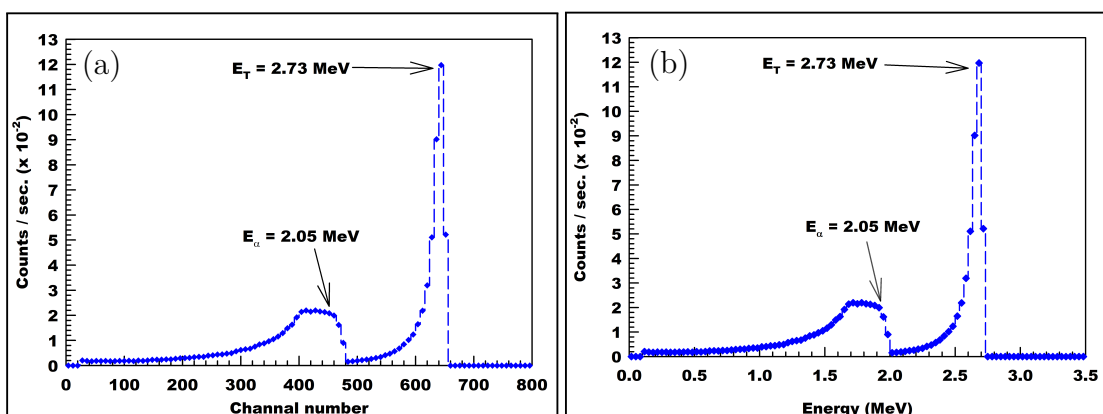 (a)
E_T = 2.73 MeV
E_α = 2.05 MeV
Counts / sec. (x 10^-2)
13
12
11
10
9
8
7
6
5
4
3
2
1
0
0 100 200 300 400 500 600 700 800
Channal number
(b)
E_T = 2.73 MeV
E_α = 2.05 MeV
Counts / sec. (x 10^-2)
13
12
11
10
9
8
7
6
5
4
3
2
1
0
0.0 0.5 1.0 1.5 2.0 2.5 3.0 3.5
Energy (MeV)